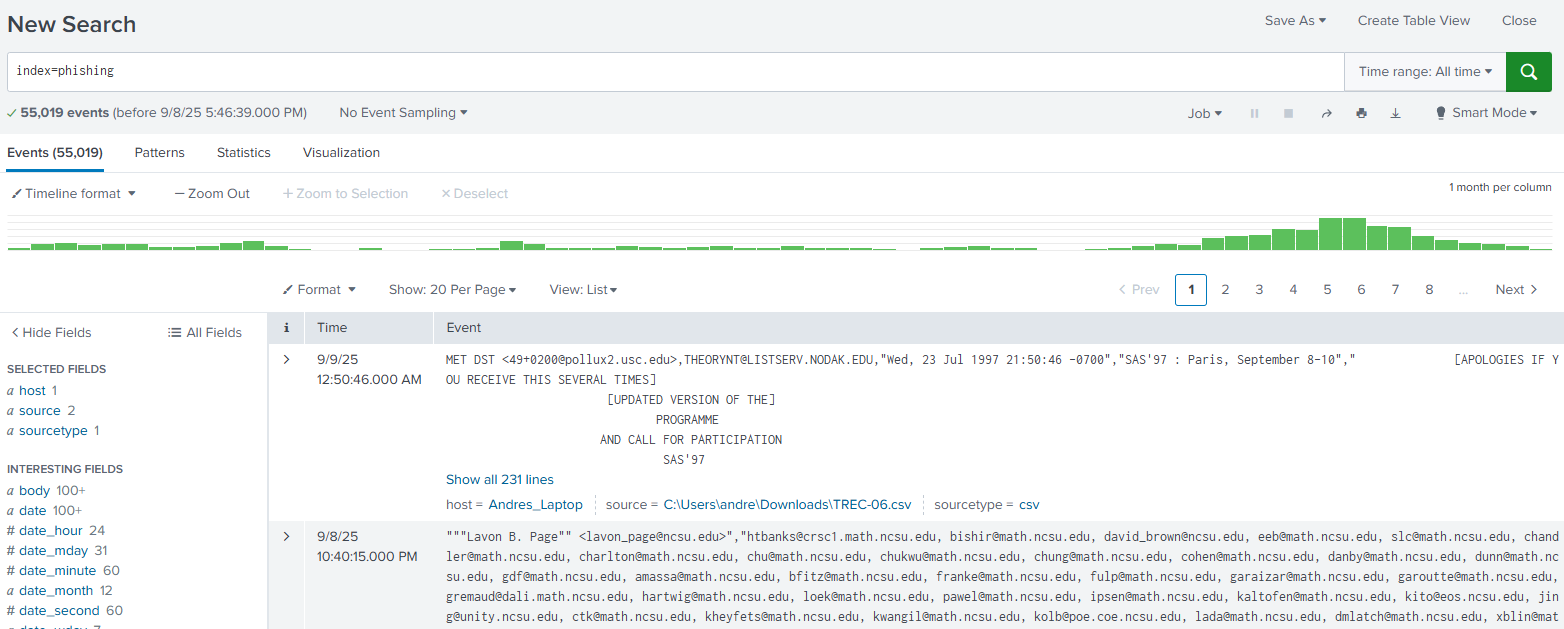 New Search
Save As ▾ Create Table View Close
index=phishing
Time range: All time ▾
✓ 55,019 events (before 9/8/25 5:46:39.000 PM) No Event Sampling ▾
Job ▾ Smart Mode ▾
Events (55,019) Patterns Statistics Visualization
Timeline format ▾ — Zoom Out + Zoom to Selection × Deselect
1 month per column
Format ▾ Show: 20 Per Page ▾ View: List ▾
< Prev 1 2 3 4 5 6 7 8 ... Next >
< Hide Fields All Fields
i Time Event
SELECTED FIELDS
a host 1
a source 2
a sourcetype 1
INTERESTING FIELDS
a body 100+
a date 100+
# date_hour 24
# date_mday 31
# date_minute 60
a date_month 12
# date_second 60
> 9/9/25
12:50:46.000 AM
MET DST <49+0200@pollux2.usc.edu>,THEORYNT@LISTSERV.NODAK.EDU,"Wed, 23 Jul 1997 21:50:46 -0700","SAS'97 : Paris, September 8-10"," [APOLOGIES IF Y
OU RECEIVE THIS SEVERAL TIMES]
[UPDATED VERSION OF THE]
PROGRAMME
AND CALL FOR PARTICIPATION
SAS'97
Show all 231 lines
host = Andres_Laptop source = C:\Users\andre\Downloads\TREC-06.csv sourcetype = csv
> 9/8/25
10:40:15.000 PM
"""Lavon B. Page"" <lavon_page@ncsu.edu>","htbanks@crsc1.math.ncsu.edu, bishir@math.ncsu.edu, david_brown@ncsu.edu, eeb@math.ncsu.edu, slc@math.ncsu.edu, chand
ler@math.ncsu.edu, charlton@math.ncsu.edu, chu@math.ncsu.edu, chukwu@math.ncsu.edu, chung@math.ncsu.edu, cohen@math.ncsu.edu, danby@math.ncsu.edu, dunn@math.nc
su.edu, gdf@math.ncsu.edu, amassa@math.ncsu.edu, bfitz@math.ncsu.edu, franke@math.ncsu.edu, fulp@math.ncsu.edu, garaizar@math.ncsu.edu, garoutte@math.ncsu.edu,
gremaud@dali.math.ncsu.edu, hartwig@math.ncsu.edu, loek@math.ncsu.edu, pawel@math.ncsu.edu, ipsen@math.ncsu.edu, kaltofen@math.ncsu.edu, kito@eos.ncsu.edu, jin
g@unity.ncsu.edu, ctk@math.ncsu.edu, kheyfets@math.ncsu.edu, kwangil@math.ncsu.edu, kolb@poe.coe.ncsu.edu, lada@math.ncsu.edu, dmlatch@math.ncsu.edu, xblin@mat